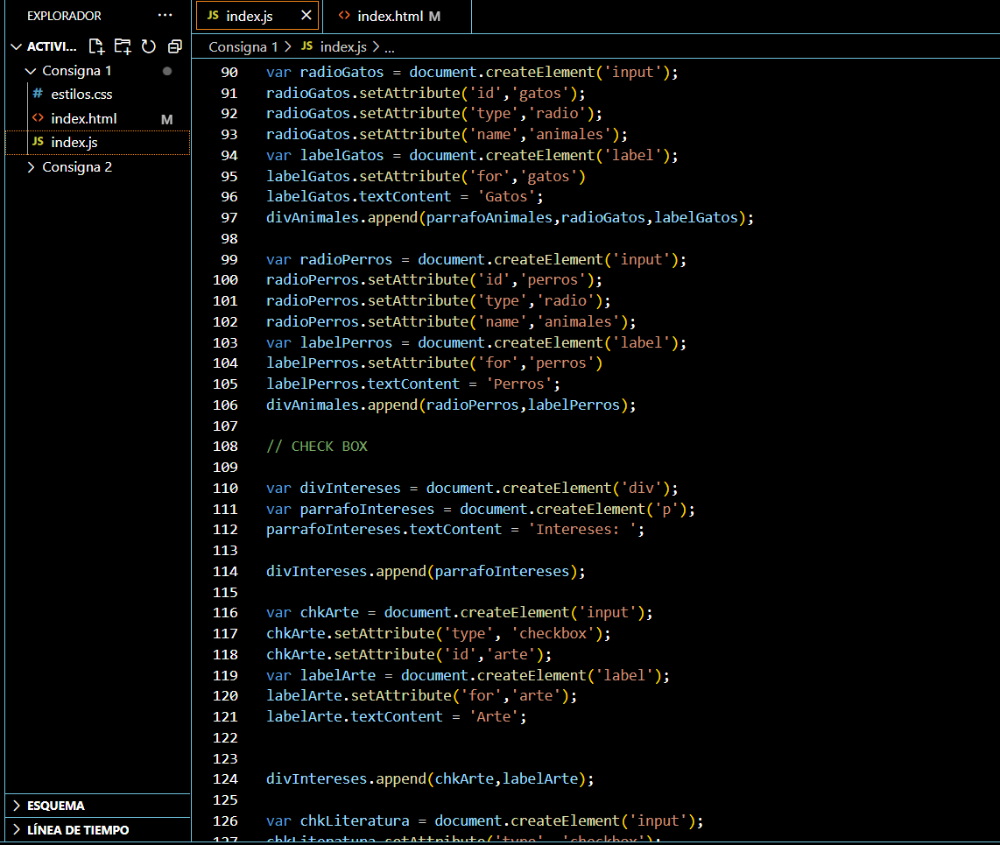 EXPLORADOR ...
ACTIVI...
Consigna 1
# estilos.css
<> index.html M
JS index.js
Consigna 2
ESQUEMA
LÍNEA DE TIEMPO
JS index.js <> index.html M
Consigna 1 > JS index.js > ...
90 var radioGatos = document.createElement('input');
91 radioGatos.setAttribute('id','gatos');
92 radioGatos.setAttribute('type','radio');
93 radioGatos.setAttribute('name','animales');
94 var labelGatos = document.createElement('label');
95 labelGatos.setAttribute('for','gatos')
96 labelGatos.textContent = 'Gatos';
97 divAnimales.append(parrafoAnimales,radioGatos,labelGatos);
98
99 var radioPerros = document.createElement('input');
100 radioPerros.setAttribute('id','perros');
101 radioPerros.setAttribute('type','radio');
102 radioPerros.setAttribute('name','animales');
103 var labelPerros = document.createElement('label');
104 labelPerros.setAttribute('for','perros')
105 labelPerros.textContent = 'Perros';
106 divAnimales.append(radioPerros,labelPerros);
107
108 // CHECK BOX
109
110 var divIntereses = document.createElement('div');
111 var parrafoIntereses = document.createElement('p');
112 parrafoIntereses.textContent = 'Intereses: ';
113
114 divIntereses.append(parrafoIntereses);
115
116 var chkArte = document.createElement('input');
117 chkArte.setAttribute('type', 'checkbox');
118 chkArte.setAttribute('id','arte');
119 var labelArte = document.createElement('label');
120 labelArte.setAttribute('for','arte');
121 labelArte.textContent = 'Arte';
122
123
124 divIntereses.append(chkArte,labelArte);
125
126 var chkLiteratura = document.createElement('input');
127 chkLiteratura.setAttribute('type', 'checkbox');